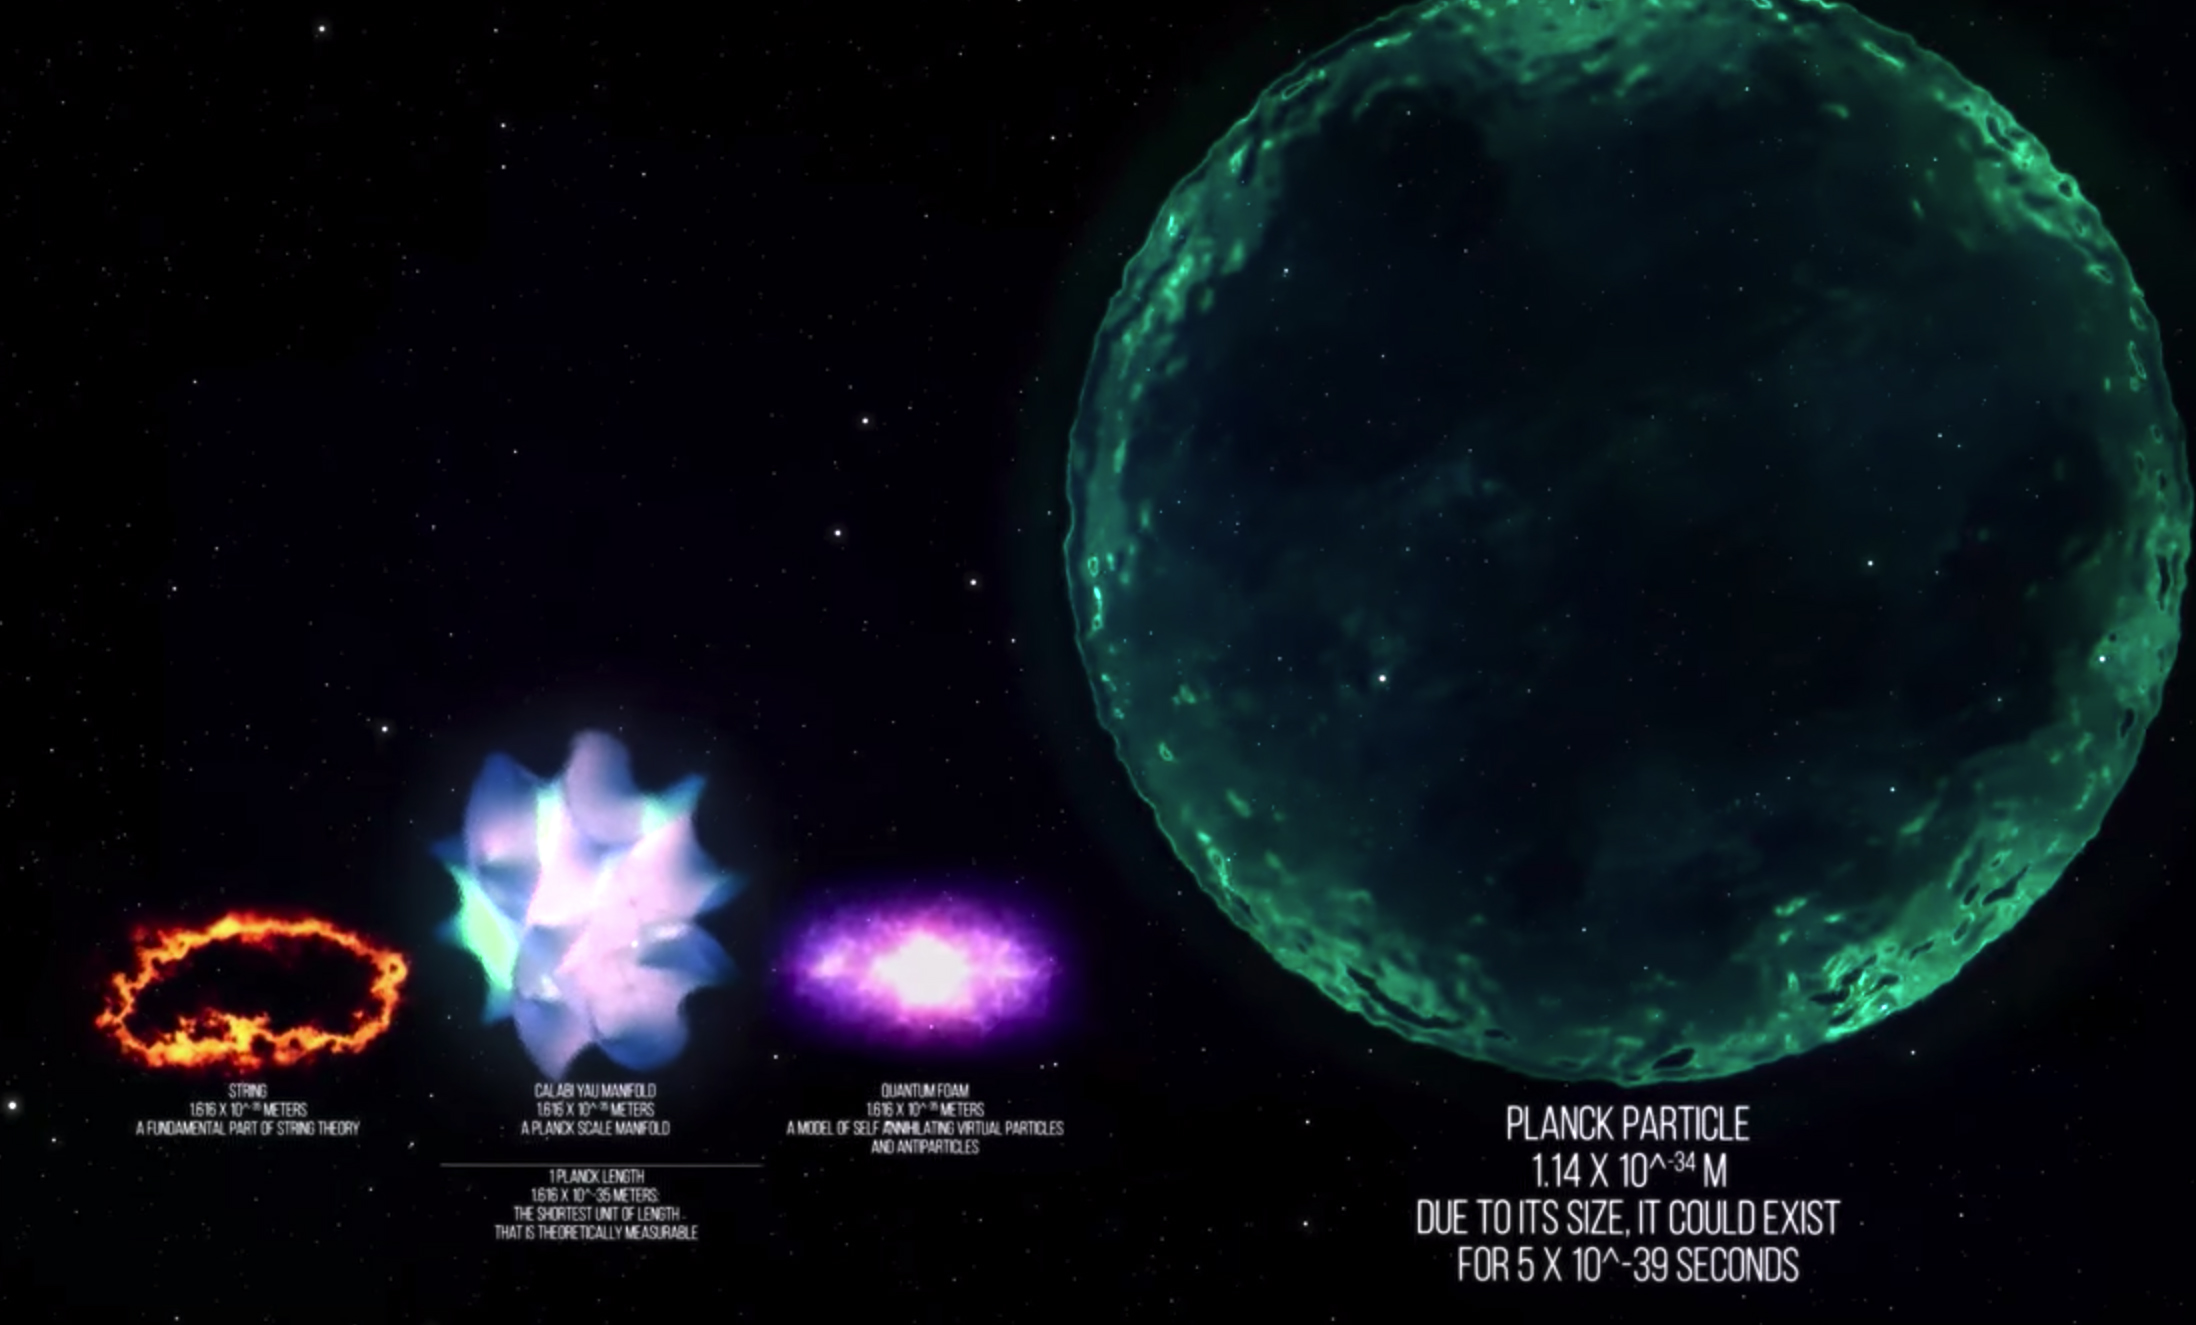 STRING
1.616 X 10^-35 METERS
A FUNDAMENTAL PART OF STRING THEORY
CALABI YAU MANIFOLD
1.616 X 10^-35 METERS
A PLANCK SCALE MANIFOLD
1 PLANCK LENGTH
1.616 X 10^-35 METERS:
THE SHORTEST UNIT OF LENGTH -
THAT IS THEORETICALLY MEASURABLE
QUANTUM FOAM
1.616 X 10^-35 METERS
A MODEL OF SELF ANNIHILATING VIRTUAL PARTICLES
AND ANTIPARTICLES
PLANCK PARTICLE
1.14 X 10^-34 M
DUE TO ITS SIZE, IT COULD EXIST
FOR 5 X 10^-39 SECONDS